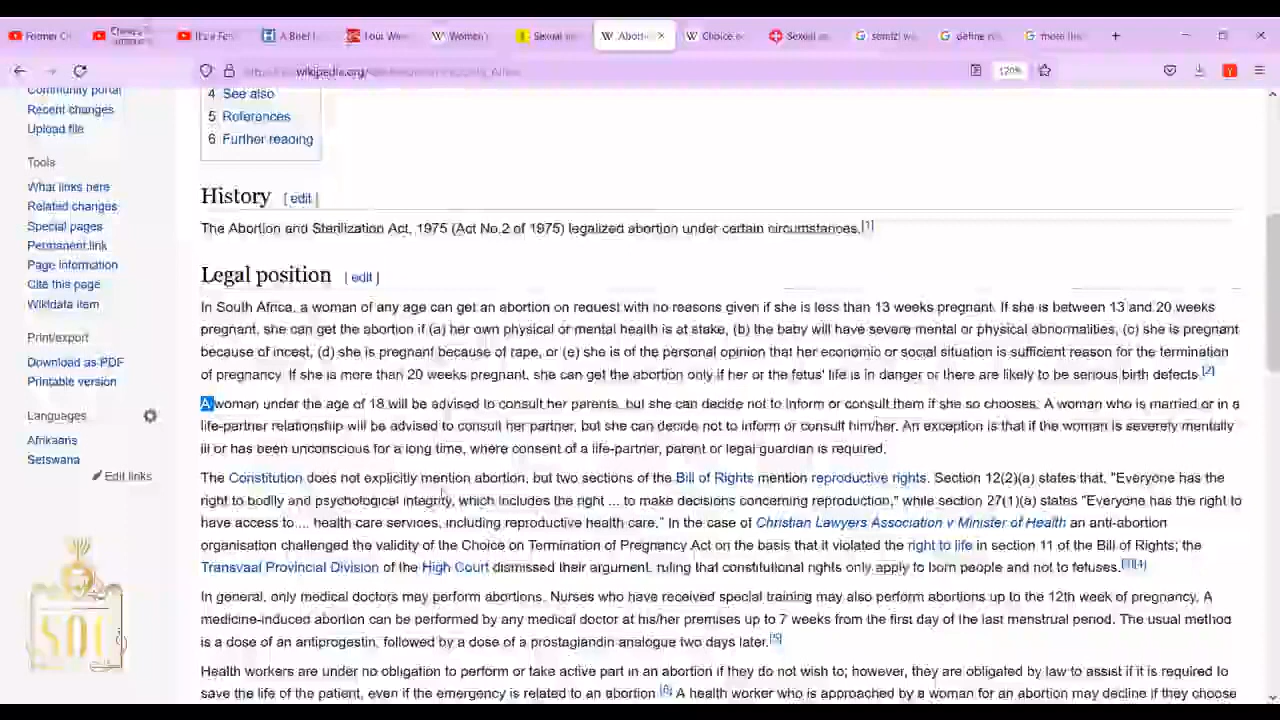 Former C
It's a Fen
A Brief
Tour
Women'
Sexual
Abort
Choice o
Sexual as
define
more
wikipedia.org/
120%
Community portal
4 See also
Recent changes
5 References
Upload file
6 Further reading
Tools
What links here
History [ edit ]
Related changes
Special pages
The Abortion and Sterilization Act, 1975 (Act No.2 of 1975) legalized abortion under certain circumstances.[1]
Permanent link
Page information
Legal position [ edit ]
Cite this page
Wikidata item
In South Africa, a woman of any age can get an abortion on request with no reasons given if she is less than 13 weeks pregnant. If she is between 13 and 20 weeks
pregnant, she can get the abortion if (a) her own physical or mental health is at stake, (b) the baby will have severe mental or physical abnormalities, (c) she is pregnant
Print/export
because of incest, (d) she is pregnant because of rape, or (e) she is of the personal opinion that her economic or social situation is sufficient reason for the termination
Download as PDF
of pregnancy. If she is more than 20 weeks pregnant, she can get the abortion only if her or the fetus' life is in danger or there are likely to be serious birth defects.[2]
Printable version
A woman under the age of 18 will be advised to consult her parents, but she can decide not to inform or consult them if she so chooses. A woman who is married or in a
Languages
life-partner relationship will be advised to consult her partner, but she can decide not to inform or consult him/her. An exception is that if the woman is severely mentally
Afrikaans
ill or has been unconscious for a long time, where consent of a life-partner, parent or legal guardian is required.
Setswana
Edit links
The Constitution does not explicitly mention abortion, but two sections of the Bill of Rights mention reproductive rights. Section 12(2)(a) states that, "Everyone has the
right to bodily and psychological integrity, which includes the right ... to make decisions concerning reproduction," while section 27(1)(a) states "Everyone has the right to
have access to ... health care services, including reproductive health care." In the case of Christian Lawyers Association v Minister of Health an anti-abortion
organisation challenged the validity of the Choice on Termination of Pregnancy Act on the basis that it violated the right to life in section 11 of the Bill of Rights; the
Transvaal Provincial Division of the High Court dismissed their argument, ruling that constitutional rights only apply to born people and not to fetuses.[3][4]
In general, only medical doctors may perform abortions. Nurses who have received special training may also perform abortions up to the 12th week of pregnancy. A
medicine-induced abortion can be performed by any medical doctor at his/her premises up to 7 weeks from the first day of the last menstrual period. The usual method
is a dose of an antiprogestin, followed by a dose of a prostaglandin analogue two days later.[5]
Health workers are under no obligation to perform or take active part in an abortion if they do not wish to; however, they are obligated by law to assist if it is required to
save the life of the patient, even if the emergency is related to an abortion.[6] A health worker who is approached by a woman for an abortion may decline if they choose